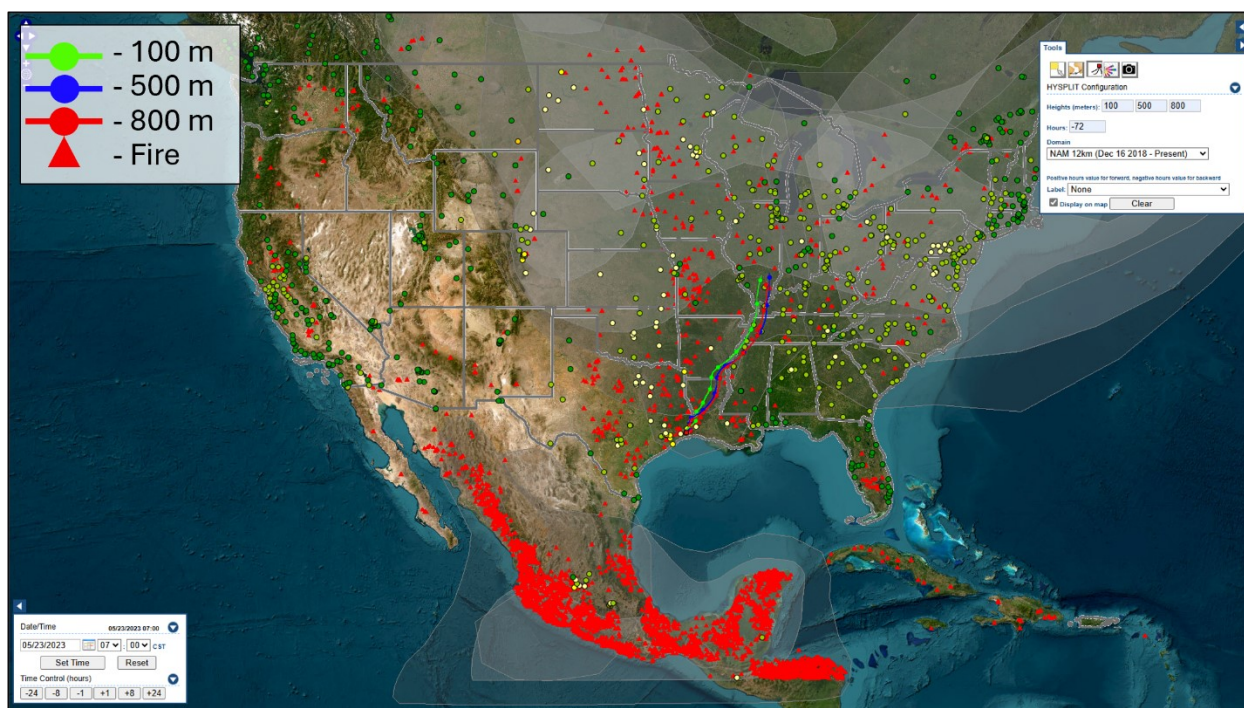 - 100 m
- 500 m
- 800 m
- Fire
Tools
HYSPLIT Configuration
Heights (meters): 100 500 800
Hours: -72
Domain
NAM 12km (Dec 16 2018 - Present)
Positive hours value for forward, negative hours value for backward
Label: None
Display on map Clear
Date/Time 05/23/2023 07:00
05/23/2023 07 : 00 CST
Set Time Reset
Time Control (hours)
-24 -8 -1 +1 +8 +24